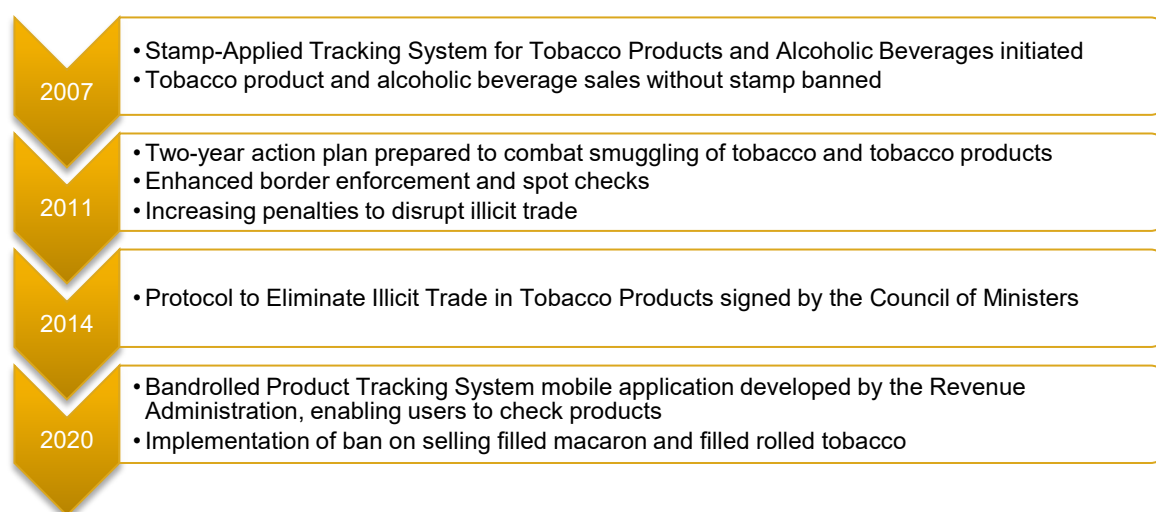 2007
• Stamp-Applied Tracking System for Tobacco Products and Alcoholic Beverages initiated
• Tobacco product and alcoholic beverage sales without stamp banned
2011
• Two-year action plan prepared to combat smuggling of tobacco and tobacco products
• Enhanced border enforcement and spot checks
• Increasing penalties to disrupt illicit trade
2014
• Protocol to Eliminate Illicit Trade in Tobacco Products signed by the Council of Ministers
2020
• Bandrolled Product Tracking System mobile application developed by the Revenue
Administration, enabling users to check products
• Implementation of ban on selling filled macaron and filled rolled tobacco